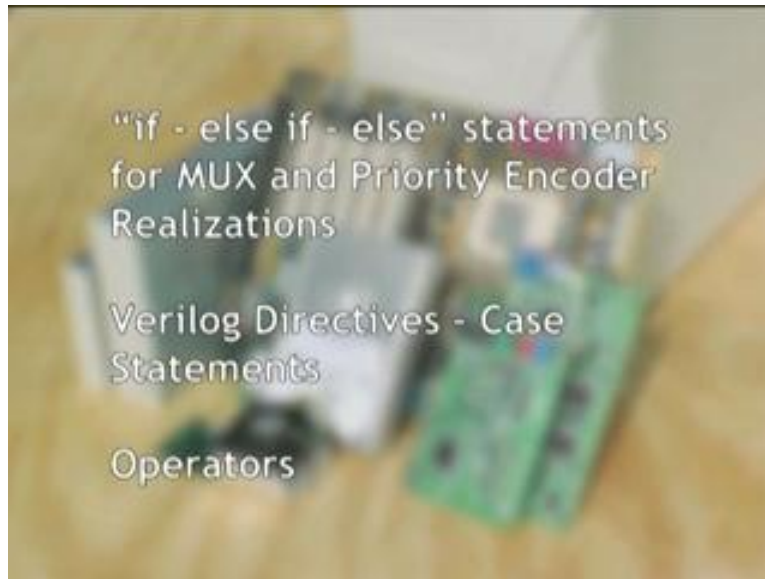 “if - else if - else” statements
for MUX and Priority Encoder
Realizations
Verilog Directives - Case
Statements
Operators